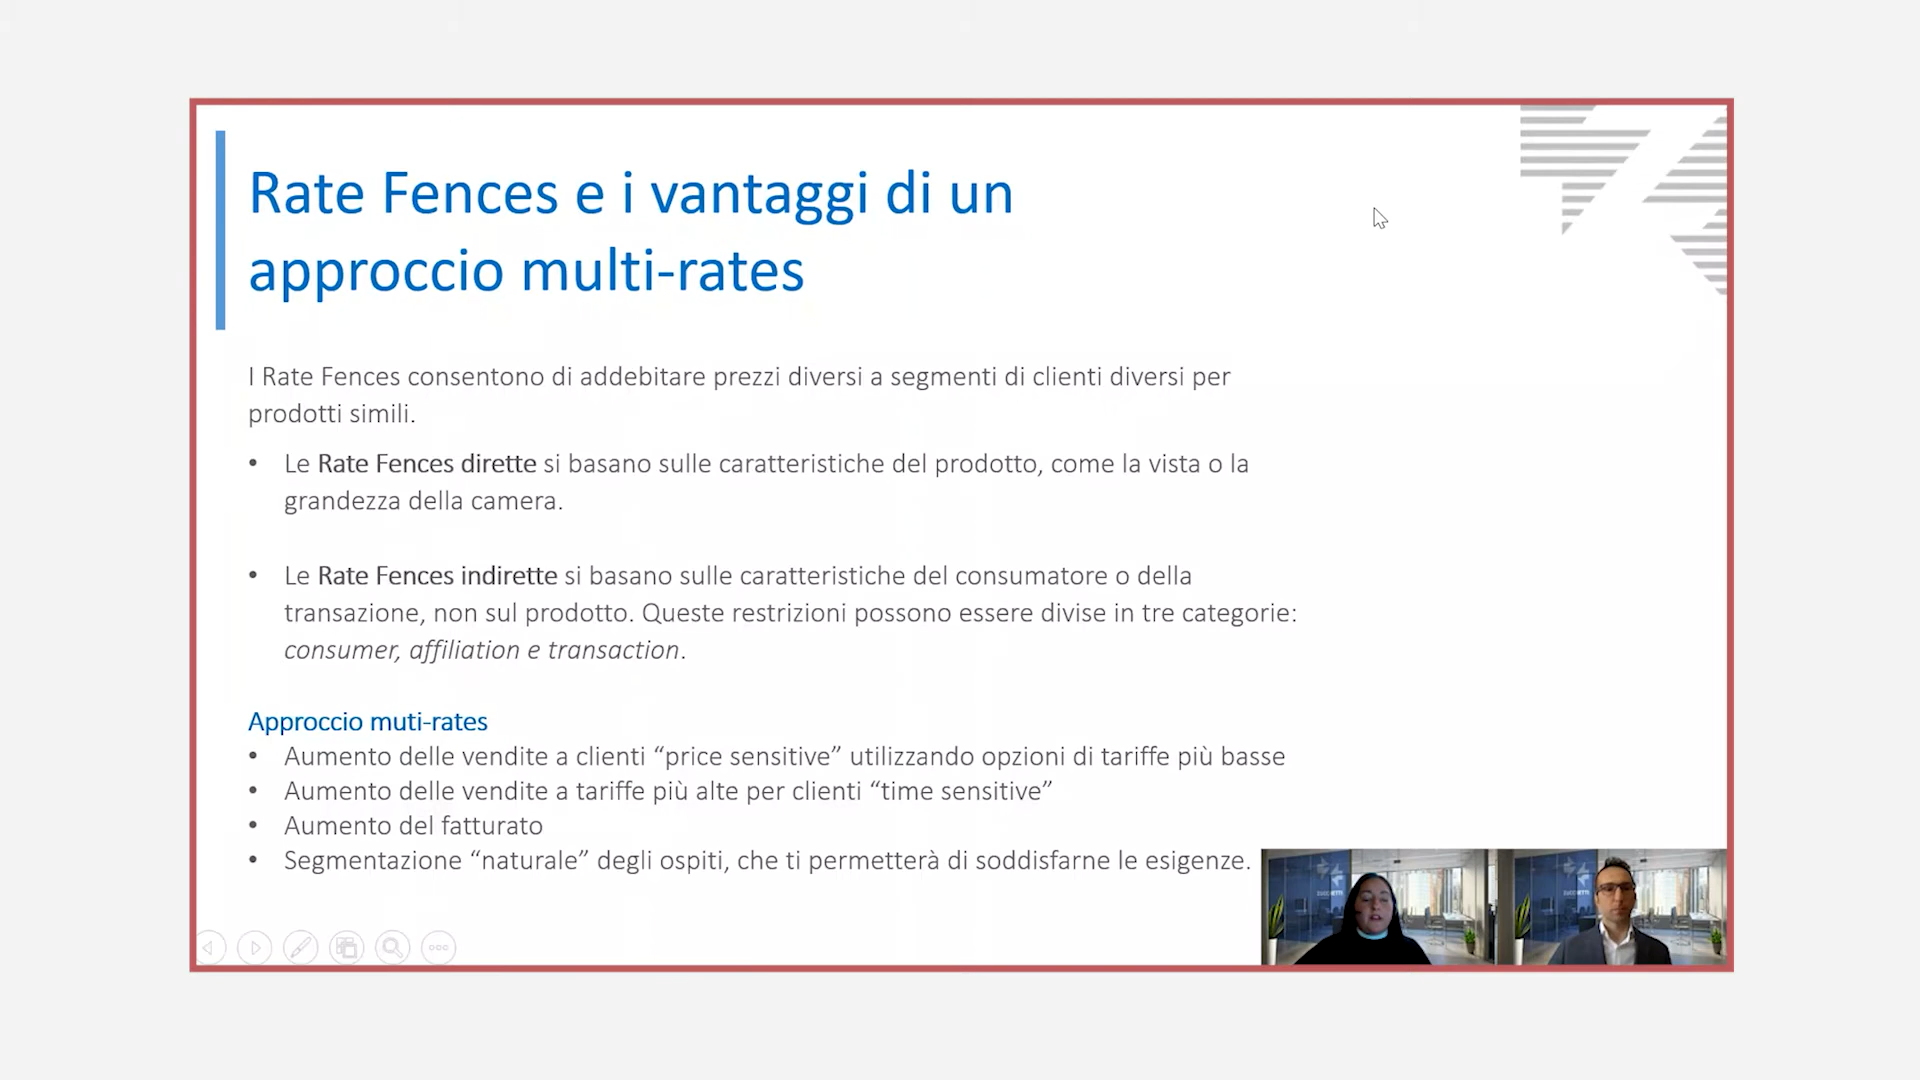 Rate Fences e i vantaggi di un
approccio multi-rates
I Rate Fences consentono di addebitare prezzi diversi a segmenti di clienti diversi per
prodotti simili.
• Le Rate Fences dirette si basano sulle caratteristiche del prodotto, come la vista o la
grandezza della camera.
• Le Rate Fences indirette si basano sulle caratteristiche del consumatore o della
transazione, non sul prodotto. Queste restrizioni possono essere divise in tre categorie:
consumer, affiliation e transaction.
Approccio muti-rates
• Aumento delle vendite a clienti “price sensitive” utilizzando opzioni di tariffe più basse
• Aumento delle vendite a tariffe più alte per clienti “time sensitive”
• Aumento del fatturato
• Segmentazione “naturale” degli ospiti, che ti permetterà di soddisfarne le esigenze.